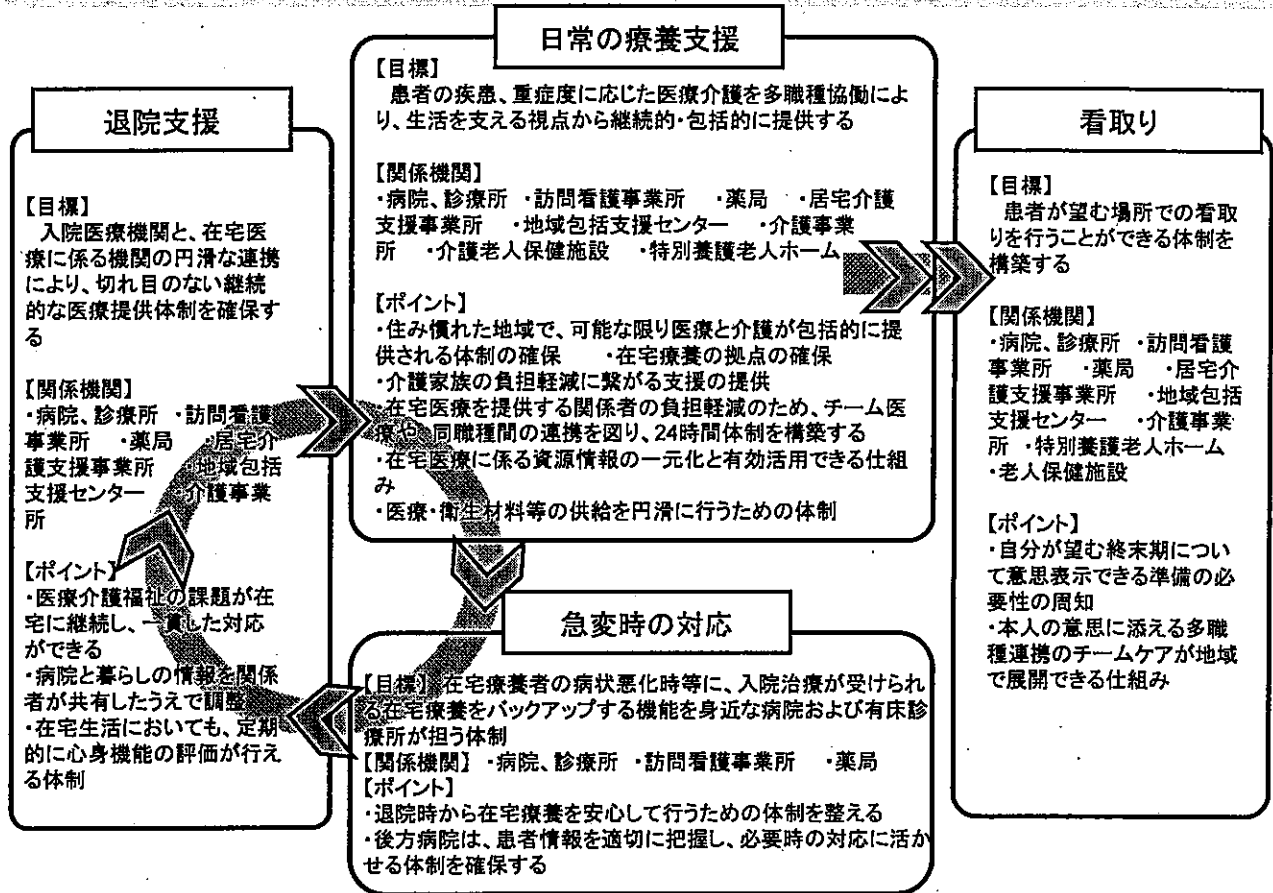 退院支援
【目標】
入院医療機関と、在宅医
療に係る機関の円滑な連携
により、切れ目のない継続
的な医療提供体制を確保す
る
【関係機関】
・病院、診療所 ・訪問看護
事業所 ・薬局 ・居宅介
護支援事業所 ・地域包括
支援センター ・介護事業
所
【ポイント】
・医療介護福祉の課題が在
宅に継続し、一貫した対応
ができる
・病院と暮らしの情報を関係
者が共有したうえで調整
・在宅生活においても、定期
的に心身機能の評価が行え
る体制
日常の療養支援
【目標】
患者の疾患、重症度に応じた医療介護を多職種協働によ
り、生活を支える視点から継続的・包括的に提供する
【関係機関】
・病院、診療所 ・訪問看護事業所 ・薬局 ・居宅介護
支援事業所 ・地域包括支援センター ・介護事業
所 ・介護老人保健施設 ・特別養護老人ホーム
【ポイント】
・住み慣れた地域で、可能な限り医療と介護が包括的に提
供される体制の確保 ・在宅療養の拠点の確保
・介護家族の負担軽減に繋がる支援の提供
・在宅医療を提供する関係者の負担軽減のため、チーム医
療や、同職種間の連携を図り、24時間体制を構築する
・在宅医療に係る資源情報の一元化と有効活用できる仕組
み
・医療・衛生材料等の供給を円滑に行うための体制
急変時の対応
【目標】在宅療養者の病状悪化時等に、入院治療が受けられ
る在宅療養をバックアップする機能を身近な病院および有床診
療所が担う体制
【関係機関】 ・病院、診療所 ・訪問看護事業所 ・薬局
【ポイント】
・退院時から在宅療養を安心して行うための体制を整える
・後方病院は、患者情報を適切に把握し、必要時の対応に活か
せる体制を確保する
看取り
【目標】
患者が望む場所での看取
りを行うことができる体制を
構築する
【関係機関】
・病院、診療所 ・訪問看護
事業所 ・薬局 ・居宅介
護支援事業所 ・地域包括
支援センター ・介護事業
所 ・特別養護老人ホーム
・老人保健施設
【ポイント】
・自分が望む終末期につい
て意思表示できる準備の必
要性の周知
・本人の意思に添える多職
種連携のチームケアが地域
で展開できる仕組み